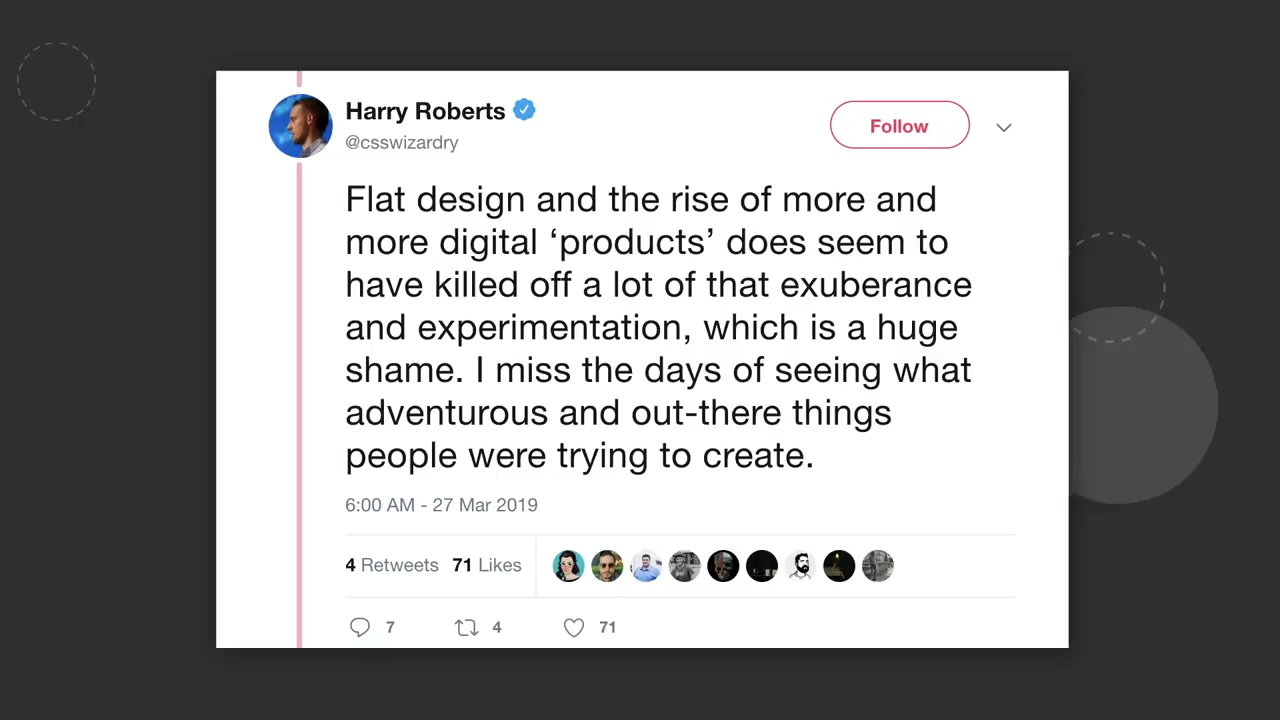 Harry Roberts
@csswizardry
Follow
Flat design and the rise of more and
more digital ‘products’ does seem to
have killed off a lot of that exuberance
and experimentation, which is a huge
shame. I miss the days of seeing what
adventurous and out-there things
people were trying to create.
6:00 AM - 27 Mar 2019
4 Retweets 71 Likes
7 4 71